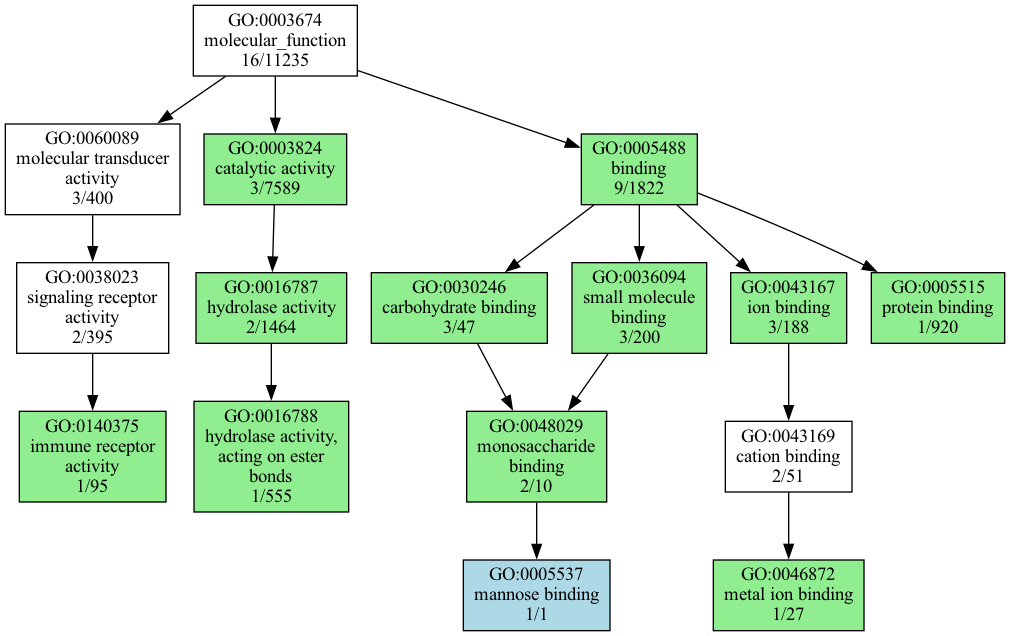 GO:0003674
molecular_function
16/11235
GO:0060089
molecular transducer
activity
3/400
GO:0003824
catalytic activity
3/7589
GO:0005488
binding
9/1822
GO:0038023
signaling receptor
activity
2/395
GO:0016787
hydrolase activity
2/1464
GO:0030246
carbohydrate binding
3/47
GO:0036094
small molecule
binding
3/200
GO:0043167
ion binding
3/188
GO:0005515
protein binding
1/920
GO:0140375
immune receptor
activity
1/95
GO:0016788
hydrolase activity,
acting on ester
bonds
1/555
GO:0048029
monosaccharide
binding
2/10
GO:0043169
cation binding
2/51
GO:0005537
mannose binding
1/1
GO:0046872
metal ion binding
1/27